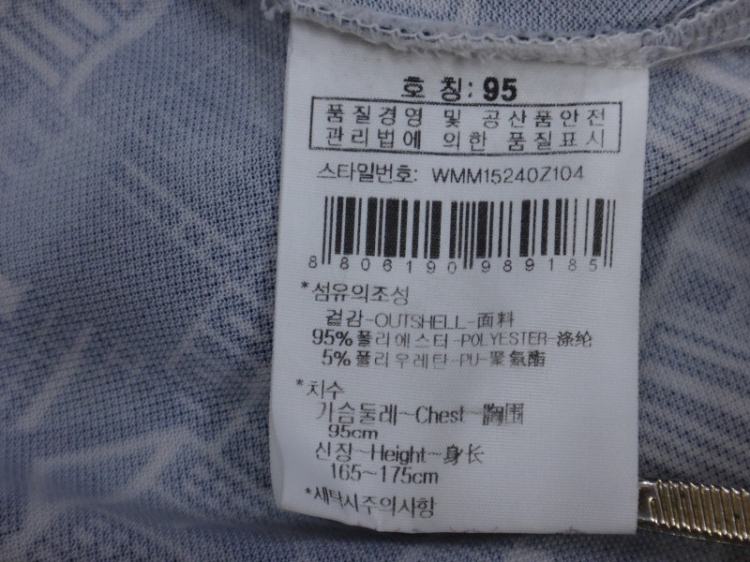 호 칭: 95
품질경영 및 공산품안전
관리법에 의한 품질표시
스타일번호: WMM15240Z104
8 806190 989185
*섬유의조성
겉감-OUTSHELL-面料
95% 폴리에스터-POLYESTER-涤纶
5% 폴리우레탄-PU-聚氨酯
*치수
가슴둘레~Chest~胸围
95cm
신장~Height~身长
165~175cm
*세탁시주의사항